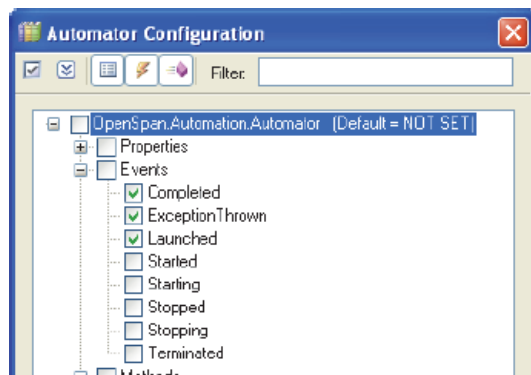 Automator Configuration
Filter:
OpenSpan.Automation.Automator (Default = NOT SET)
Properties
Events
Completed
ExceptionThrown
Launched
Started
Starting
Stopped
Stopping
Terminated
Methods